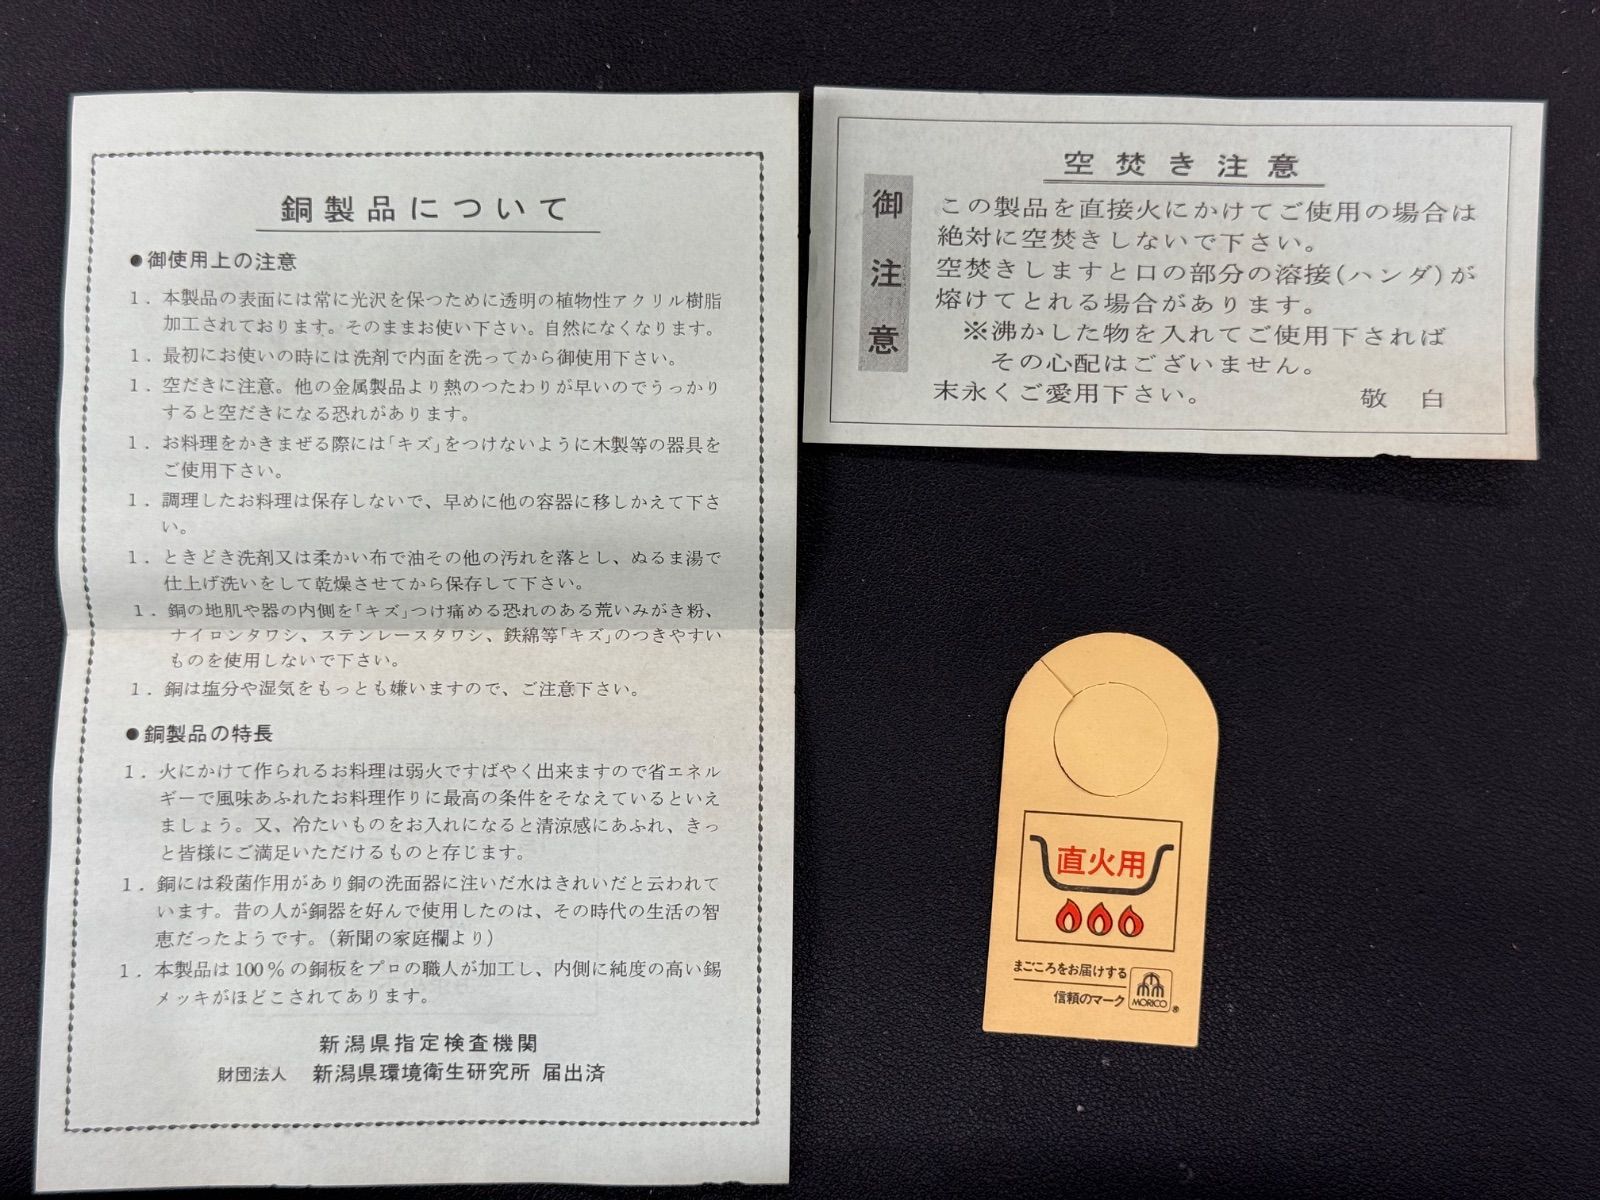 銅製品について
●御使用上の注意
1．本製品の表面には常に光沢を保つために透明の植物性アクリル樹脂
加工されております。そのままお使い下さい。自然になくなります。
1．最初にお使いの時には洗剤で内面を洗ってから御使用下さい。
1．空だきに注意。他の金属製品より熱のつたわりが早いのでうっかり
すると空だきになる恐れがあります。
1．お料理をかきまぜる際には「キズ」をつけないように木製等の器具を
ご使用下さい。
1．調理したお料理は保存しないで、早めに他の容器に移しかえて下さ
い。
1．ときどき洗剤又は柔かい布で油その他の汚れを落とし、ぬるま湯で
仕上げ洗いをして乾燥させてから保存して下さい。
1．銅の地肌や器の内側を「キズ」つけ痛める恐れのある荒いみがき粉、
ナイロンタワシ、ステンレースタワシ、鉄綿等「キズ」のつきやすい
ものを使用しないで下さい。
1．銅は塩分や湿気をもっとも嫌いますので、ご注意下さい。
●銅製品の特長
1．火にかけて作られるお料理は弱火ですばやく出来ますので省エネル
ギーで風味あふれたお料理作りに最高の条件をそなえているといえ
ましょう。又、冷たいものをお入れになると清涼感にあふれ、きっ
と皆様にご満足いただけるものと存じます。
1．銅には殺菌作用があり銅の洗面器に注いだ水はきれいだと云われて
います。昔の人が銅器を好んで使用したのは、その時代の生活の智
恵だったようです。（新聞の家庭欄より）
1．本製品は100％の銅板をプロの職人が加工し、内側に純度の高い錫
メッキがほどこされてあります。
新潟県指定検査機関
財団法人 新潟県環境衛生研究所 届出済
御注意
空焚き注意
この製品を直接火にかけてご使用の場合は
絶対に空焚きしないで下さい。
空焚きしますと口の部分の溶接（ハンダ）が
熔けてとれる場合があります。
※沸かした物を入れてご使用下されば
その心配はございません。
末永くご愛用下さい。 敬白
直火用
まごころをお届けする
信頼のマーク
MORICO®